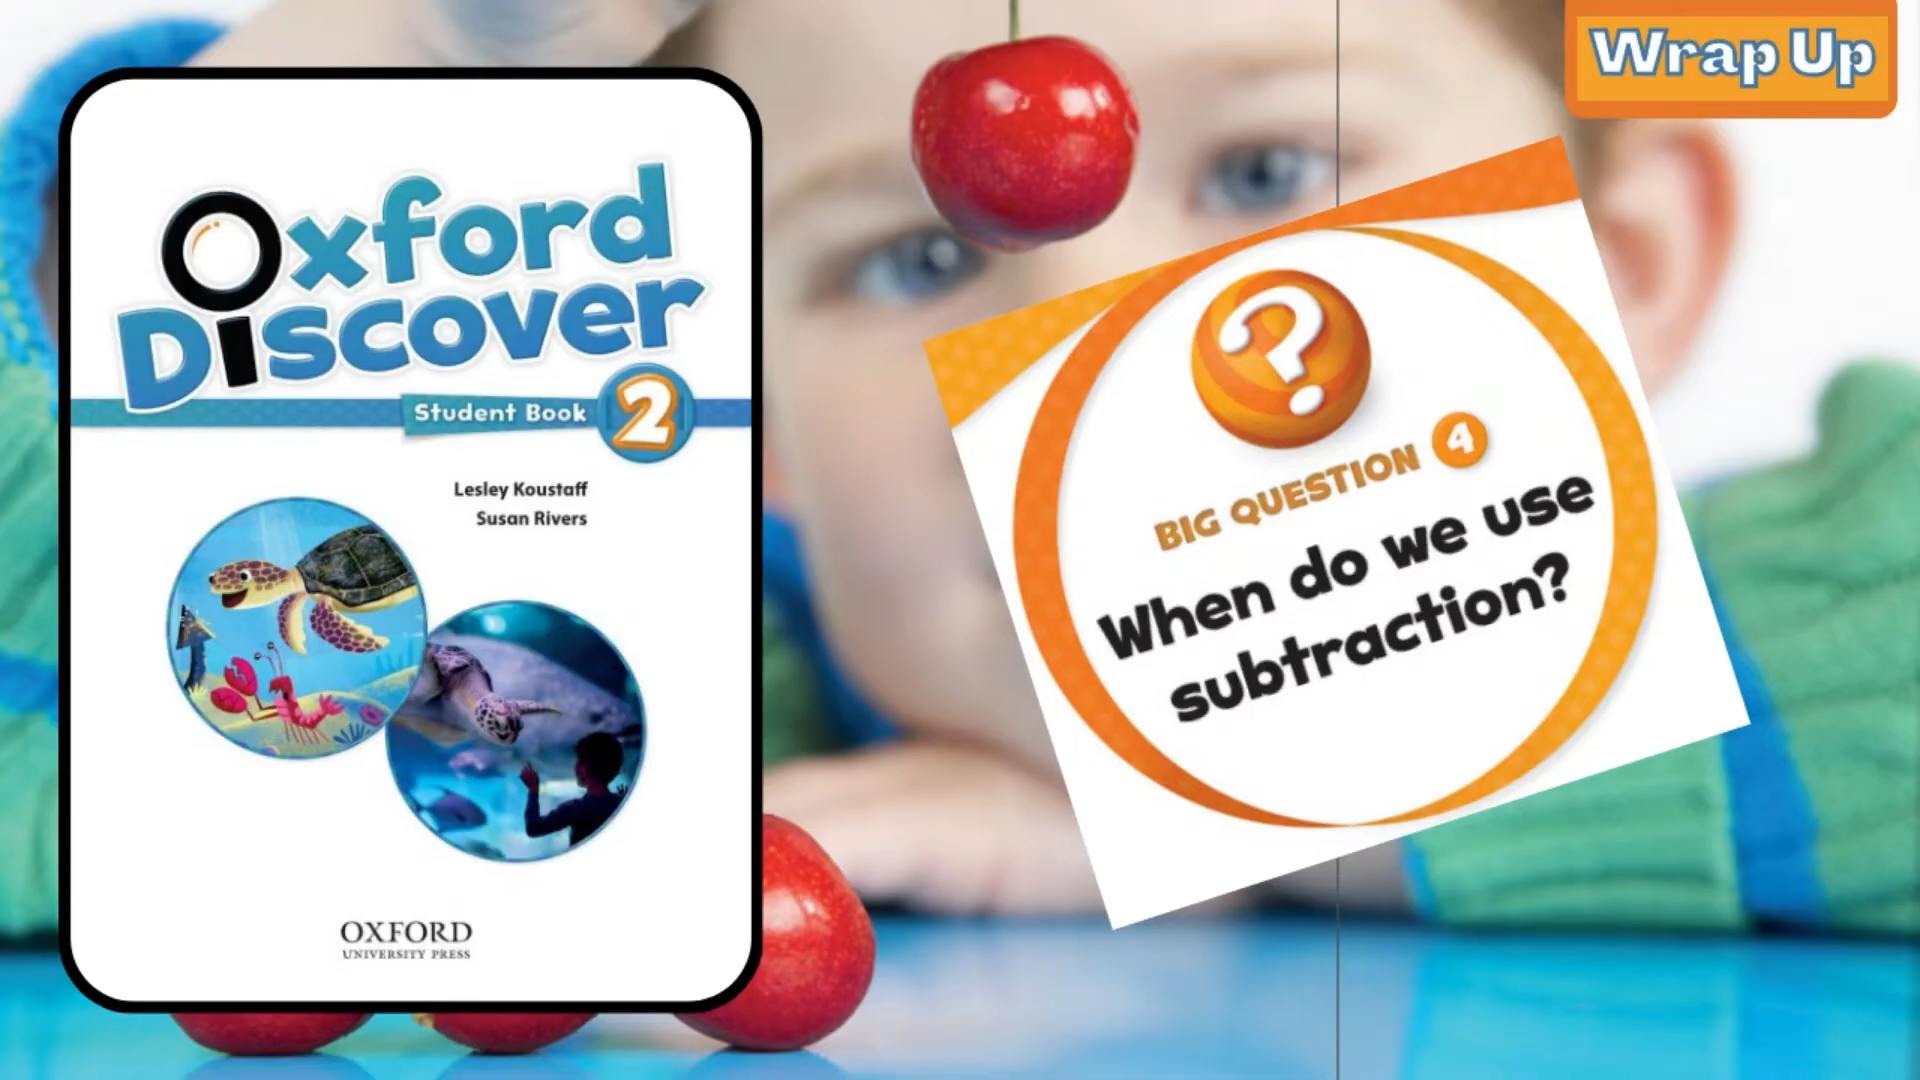 Oxford
Discover
Student Book 2
Lesley Koustaff
Susan Rivers
OXFORD
UNIVERSITY PRESS
Wrap Up
?
BIG QUESTION 4
When do we use
subtraction?